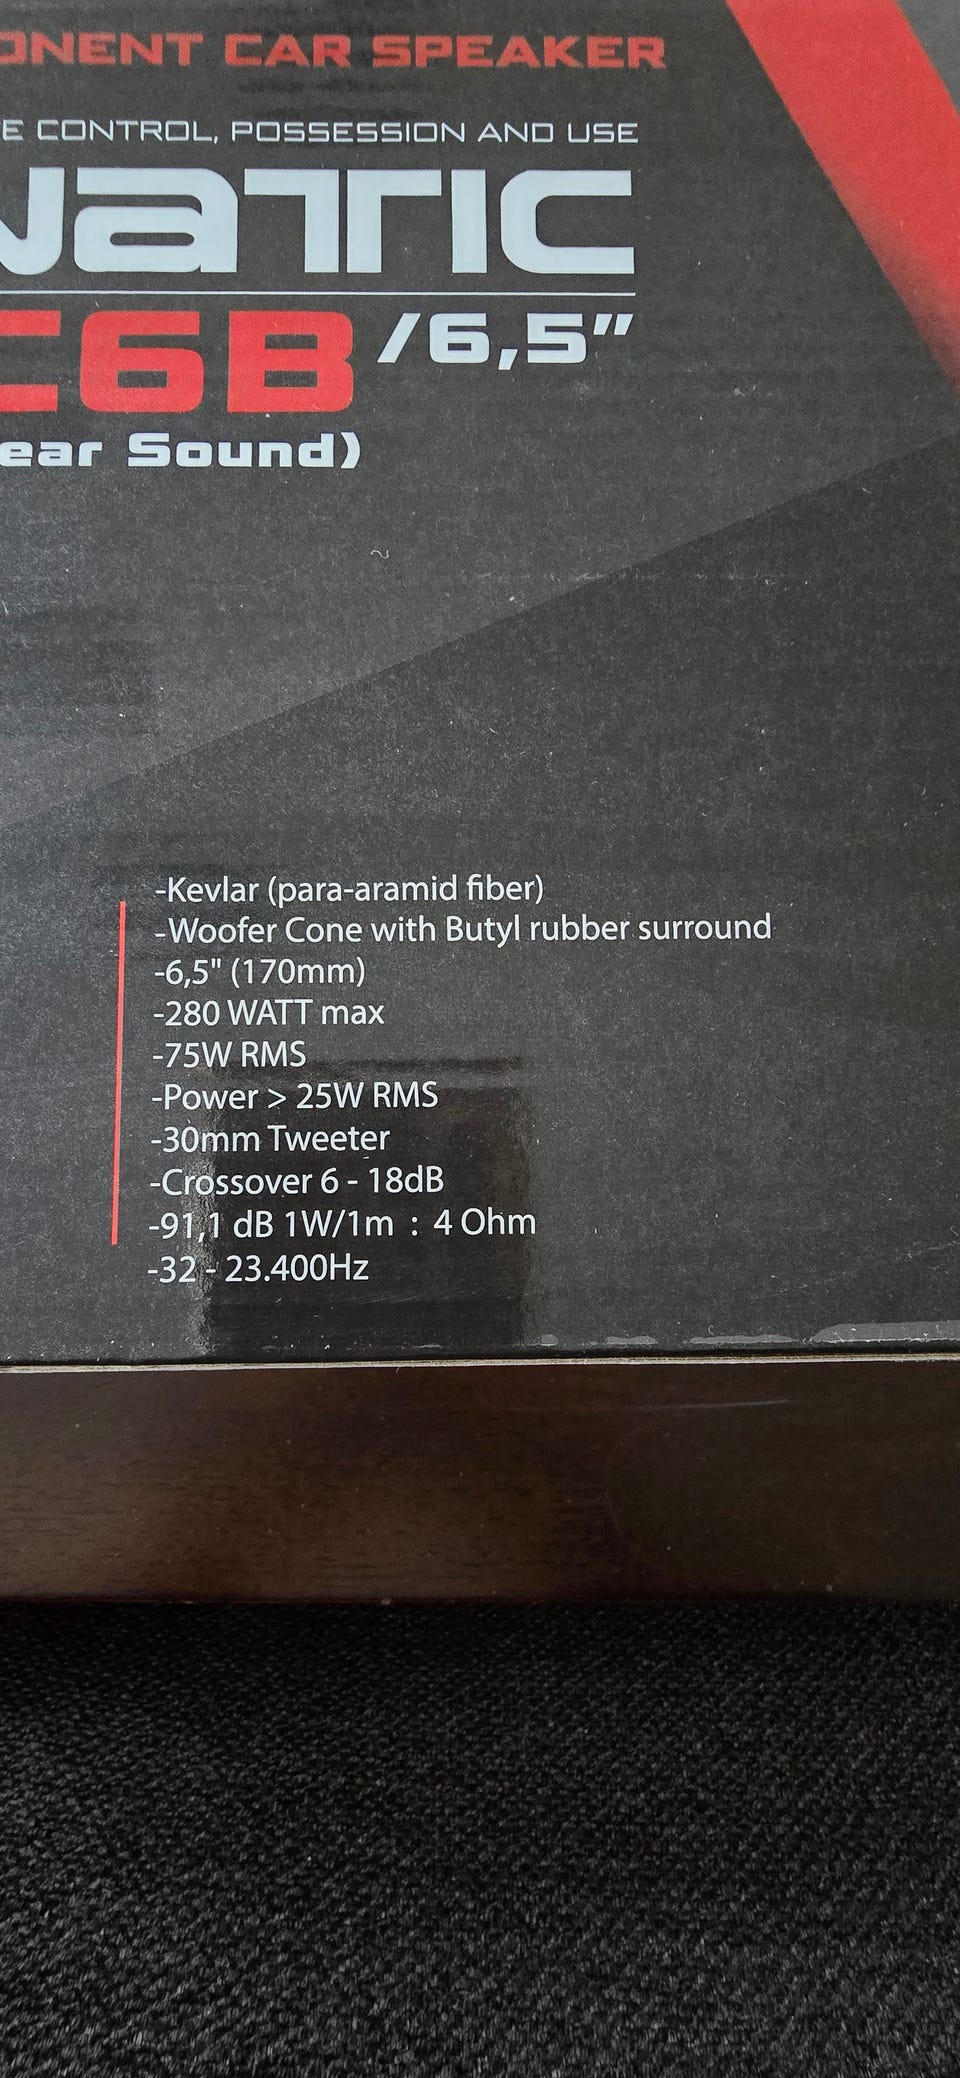 CAR SPEAKER
CONTROL, POSSESSION AND USE
6B /6,5"
Sound)
-Kevlar (para-aramid fiber)
-Woofer Cone with Butyl rubber surround
-6,5" (170mm)
-280 WATT max
-75W RMS
-Power > 25W RMS
-30mm Tweeter
-Crossover 6 - 18dB
-91,1 dB 1W/1m : 4 Ohm
-32 - 23.400Hz